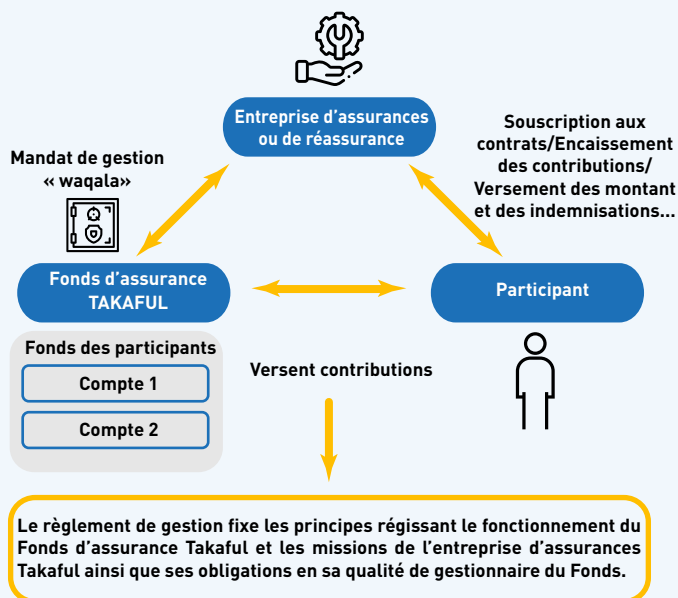 Entreprise d’assurances
ou de réassurance
Souscription aux
contrats/Encaissement
des contributions/
Versement des montant
et des indemnisations...
Mandat de gestion
« waqala»
Fonds d’assurance
TAKAFUL
Participant
Fonds des participants
Compte 1
Compte 2
Versent contributions
Le règlement de gestion fixe les principes régissant le fonctionnement du
Fonds d’assurance Takaful et les missions de l’entreprise d’assurances
Takaful ainsi que ses obligations en sa qualité de gestionnaire du Fonds.